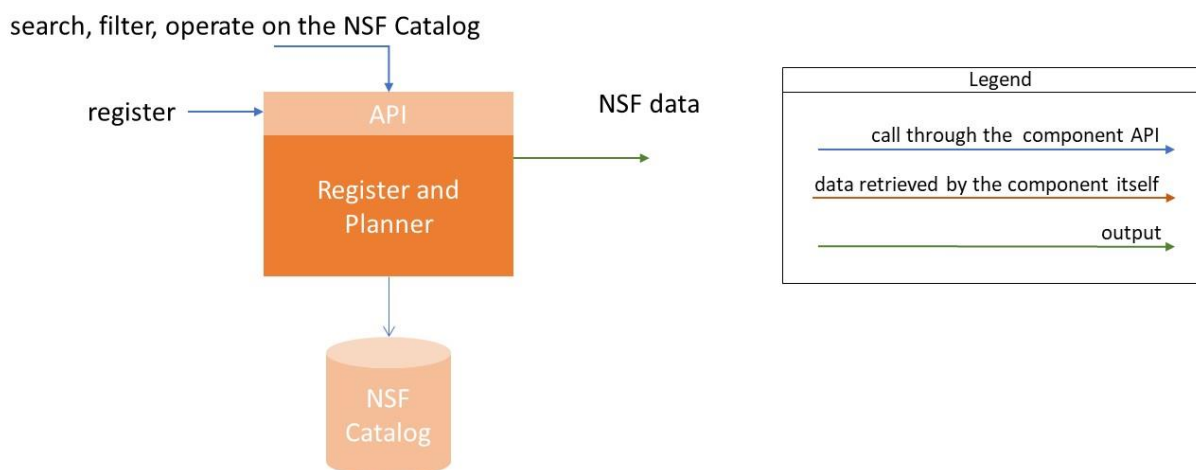 search, filter, operate on the NSF Catalog
register
API
NSF data
Register and
Planner
NSF
Catalog
Legend
call through the component API
data retrieved by the component itself
output